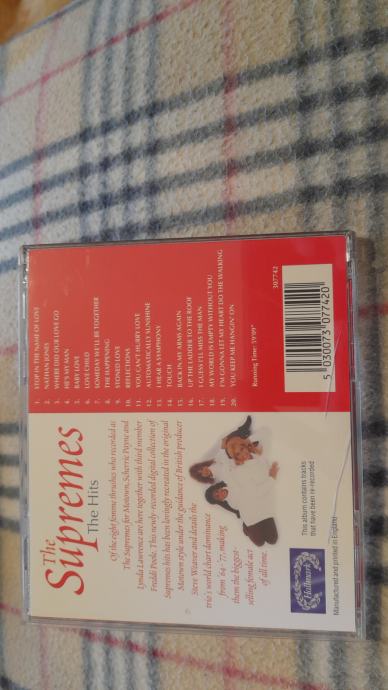 The
Supremes
The Hits
Of the eight female thrushes who recorded as
The Supremes for Motown, Scherrie Payne and
Lynda Laurence are here, together with third member
Freddi Poole. This newly-recorded digital collection of
Supremes hits has been lovingly recreated in the original
Motown style under the guidance of British producer
Steve Weaver and details the
trio's world chart dominance
from '64 - '77, making
them the biggest-
selling female act
of all time.
Hallmark
This album contains tracks
that have been re-recorded
Manufactured and printed in England
1. STOP IN THE NAME OF LOVE
2. NATHAN JONES
3. WHERE DID OUR LOVE GO
4. HE'S MY MAN
5. BABY LOVE
6. LOVE CHILD
7. SOMEDAY WE'LL BE TOGETHER
8. THE HAPPENING
9. STONED LOVE
10. REFLECTIONS
11. YOU CAN'T HURRY LOVE
12. AUTOMATICALLY SUNSHINE
13. I HEAR A SYMPHONY
14. TOUCH
15. BACK IN MY ARMS AGAIN
16. UP THE LADDER TO THE ROOF
17. I GUESS I'LL MISS THE MAN
18. MY WORLD IS EMPTY WITHOUT YOU
19. I'M GONNA LET MY HEART DO THE WALKING
20. YOU KEEP ME HANGIN' ON
Running Time: 59'09"
307742
5 030073 077420